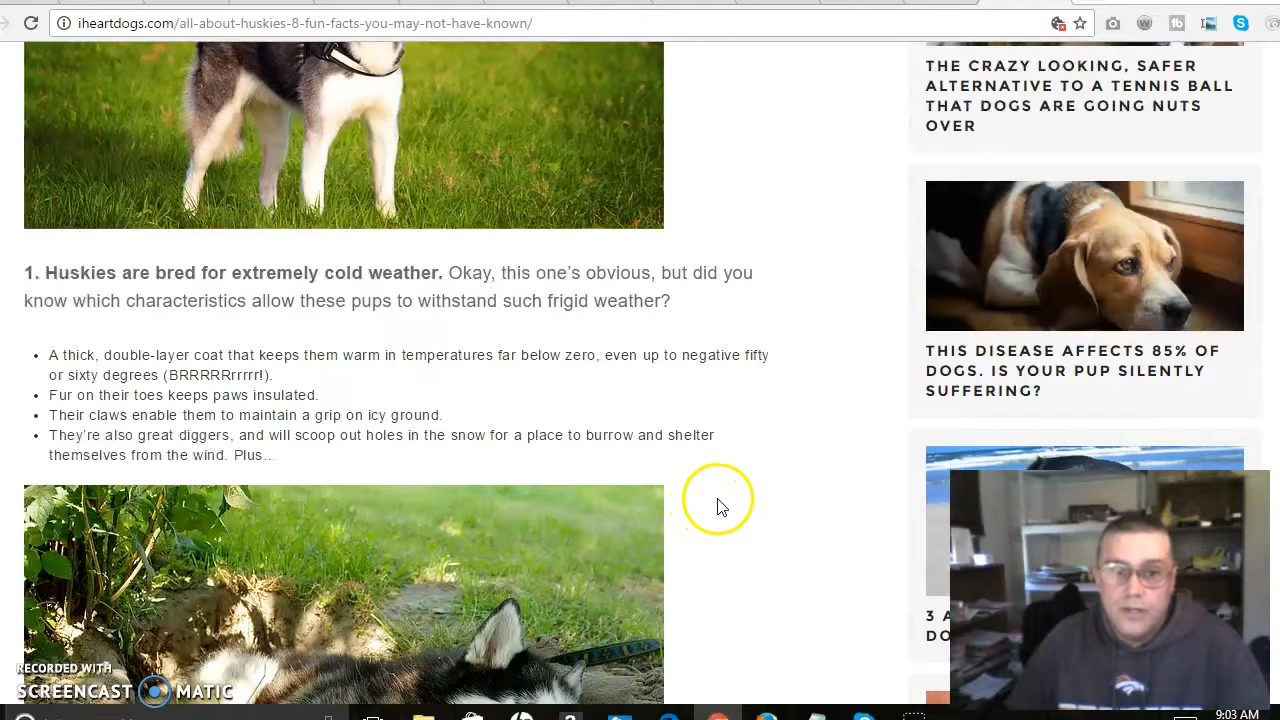 iheartdogs.com/all-about-huskies-8-fun-facts-you-may-not-have-known/
THE CRAZY LOOKING, SAFER
ALTERNATIVE TO A TENNIS BALL
THAT DOGS ARE GOING NUTS
OVER
1. Huskies are bred for extremely cold weather. Okay, this one’s obvious, but did you
know which characteristics allow these pups to withstand such frigid weather?
A thick, double-layer coat that keeps them warm in temperatures far below zero, even up to negative fifty
or sixty degrees (BRRRRRrrrrr!).
Fur on their toes keeps paws insulated.
Their claws enable them to maintain a grip on icy ground.
They’re also great diggers, and will scoop out holes in the snow for a place to burrow and shelter
themselves from the wind. Plus…
THIS DISEASE AFFECTS 85% OF
DOGS. IS YOUR PUP SILENTLY
SUFFERING?
3 A
DO
RECORDED WITH
SCREENCAST MATIC
9:03 AM